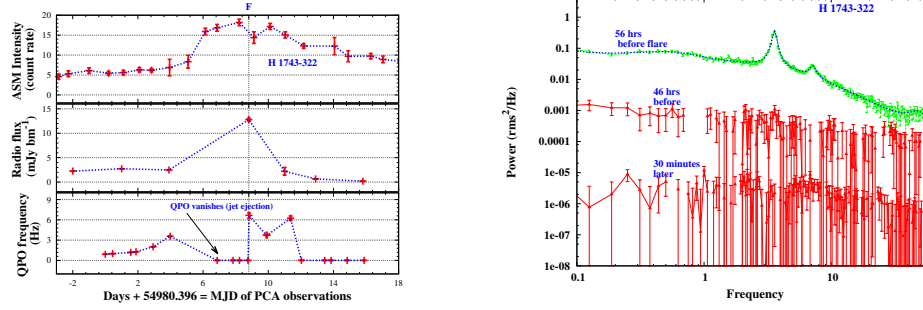 F
ASM Intensity
(count rate)
20
15
10
5
0
H 1743-322
Radio flux
(mJy bm⁻¹)
15
10
5
0
QPO frequency
(Hz)
9
6
3
0
QPO vanishes (jet ejection)
-2 2 6 10 14 18
Days + 54980.396 = MJD of PCA observations
H 1743-322
Power (rms²/Hz)
1
0.1
0.01
0.001
0.0001
1e-05
1e-06
1e-07
1e-08
56 hrs
before flare
46 hrs
before
30 minutes
later
0.1 1 10
Frequency